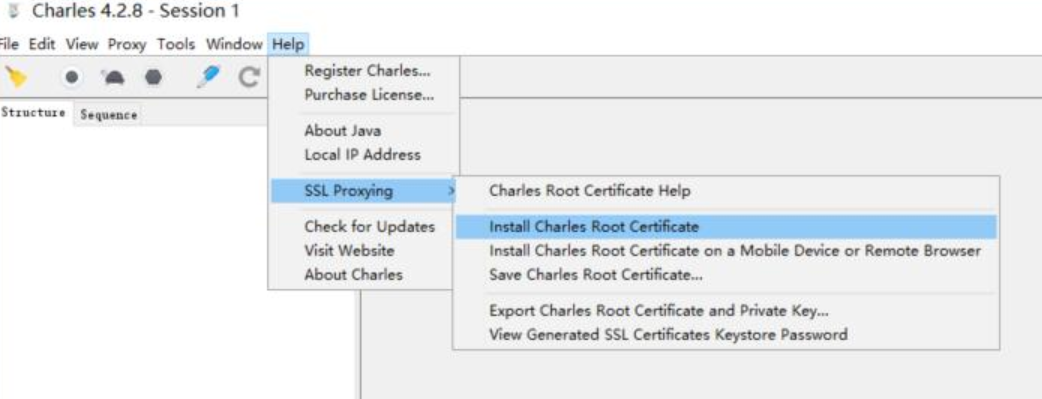 Charles 4.2.8 - Session 1
File Edit View Proxy Tools Window Help
Register Charles...
Purchase License...
Structure Sequence
About Java
Local IP Address
SSL Proxying
Charles Root Certificate Help
Check for Updates
Install Charles Root Certificate
Visit Website
Install Charles Root Certificate on a Mobile Device or Remote Browser
About Charles
Save Charles Root Certificate...
Export Charles Root Certificate and Private Key...
View Generated SSL Certificates Keystore Password